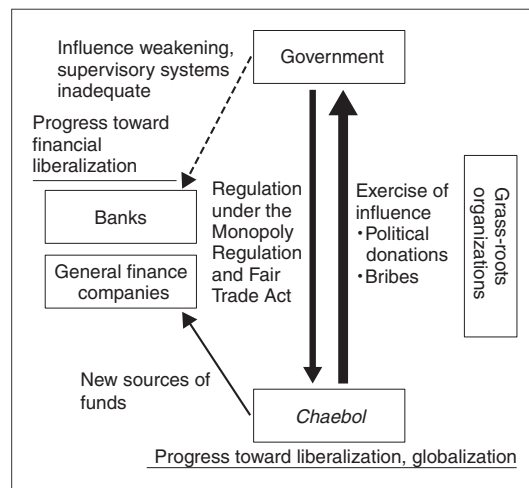 Influence weakening,
supervisory systems
inadequate
Government
Progress toward
financial
liberalization
Banks
General finance
companies
Regulation
under the
Monopoly
Regulation
and Fair
Trade Act
Exercise of
influence
・Political
donations
・Bribes
Grass-roots
organizations
New sources of
funds
Chaebol
Progress toward liberalization, globalization